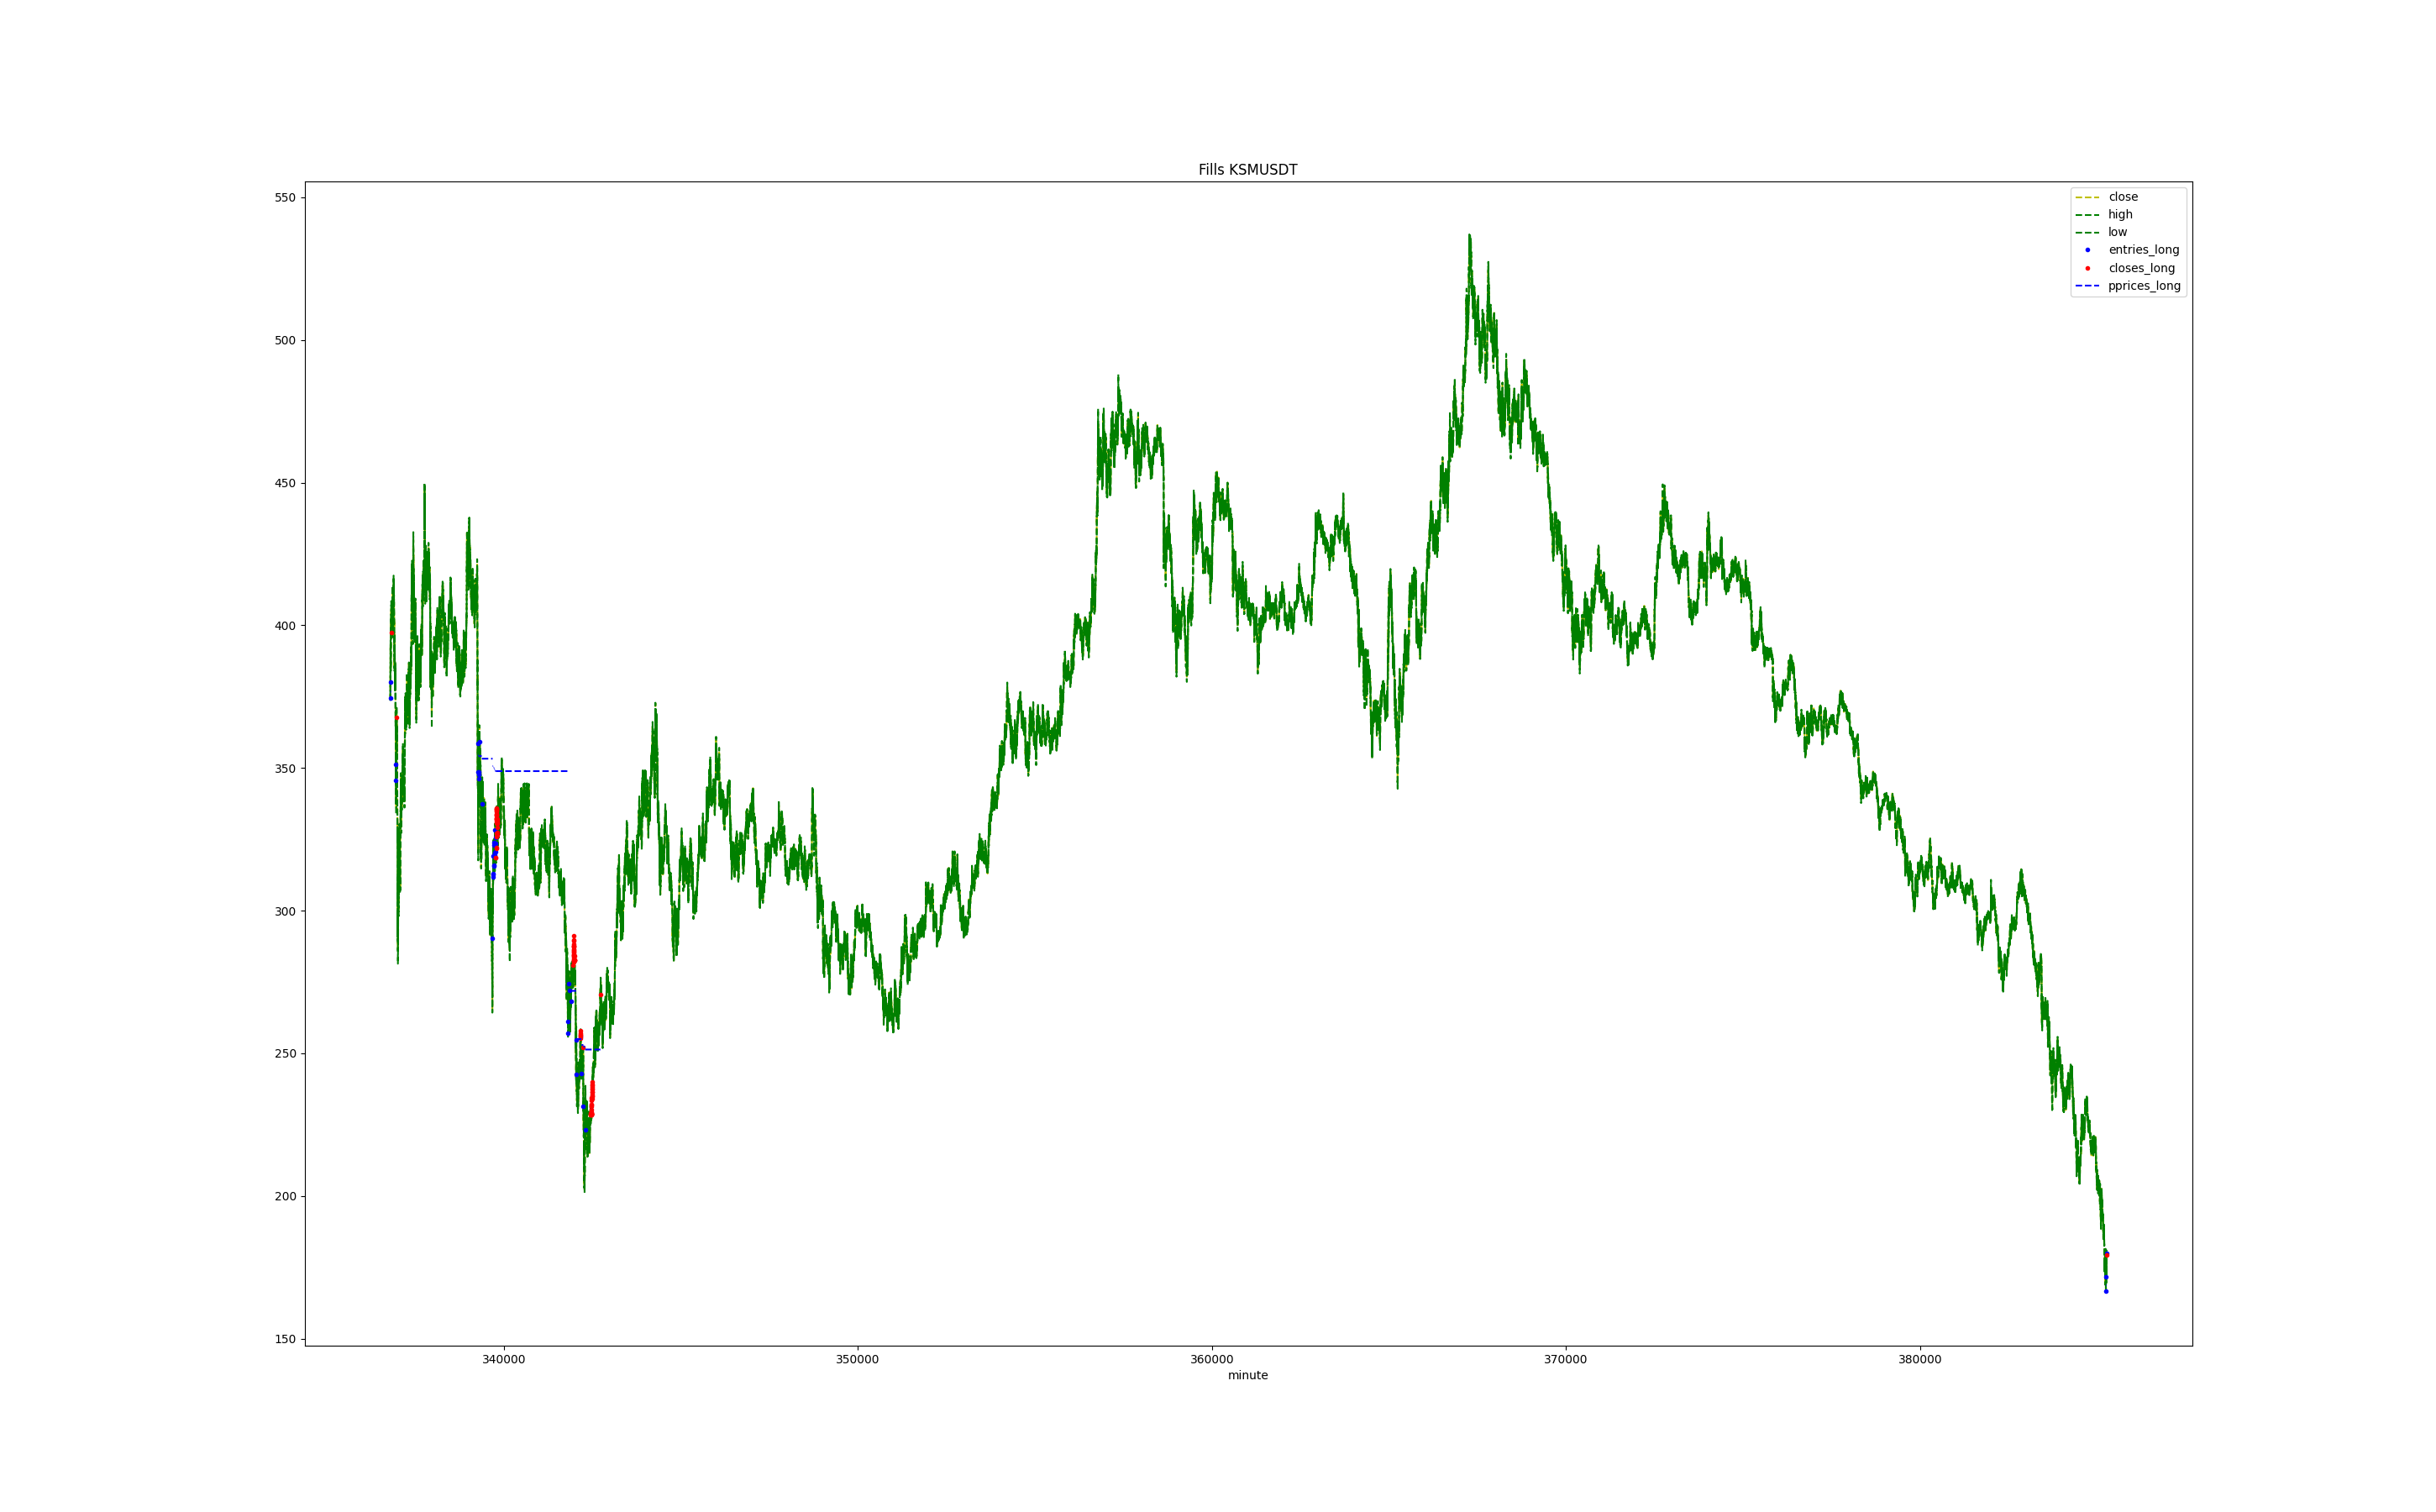 Fills KSMUSDT
550
500
450
400
350
300
250
200
150
close
high
low
entries_long
closes_long
pprices_long
340000 350000 360000 370000 380000
minute